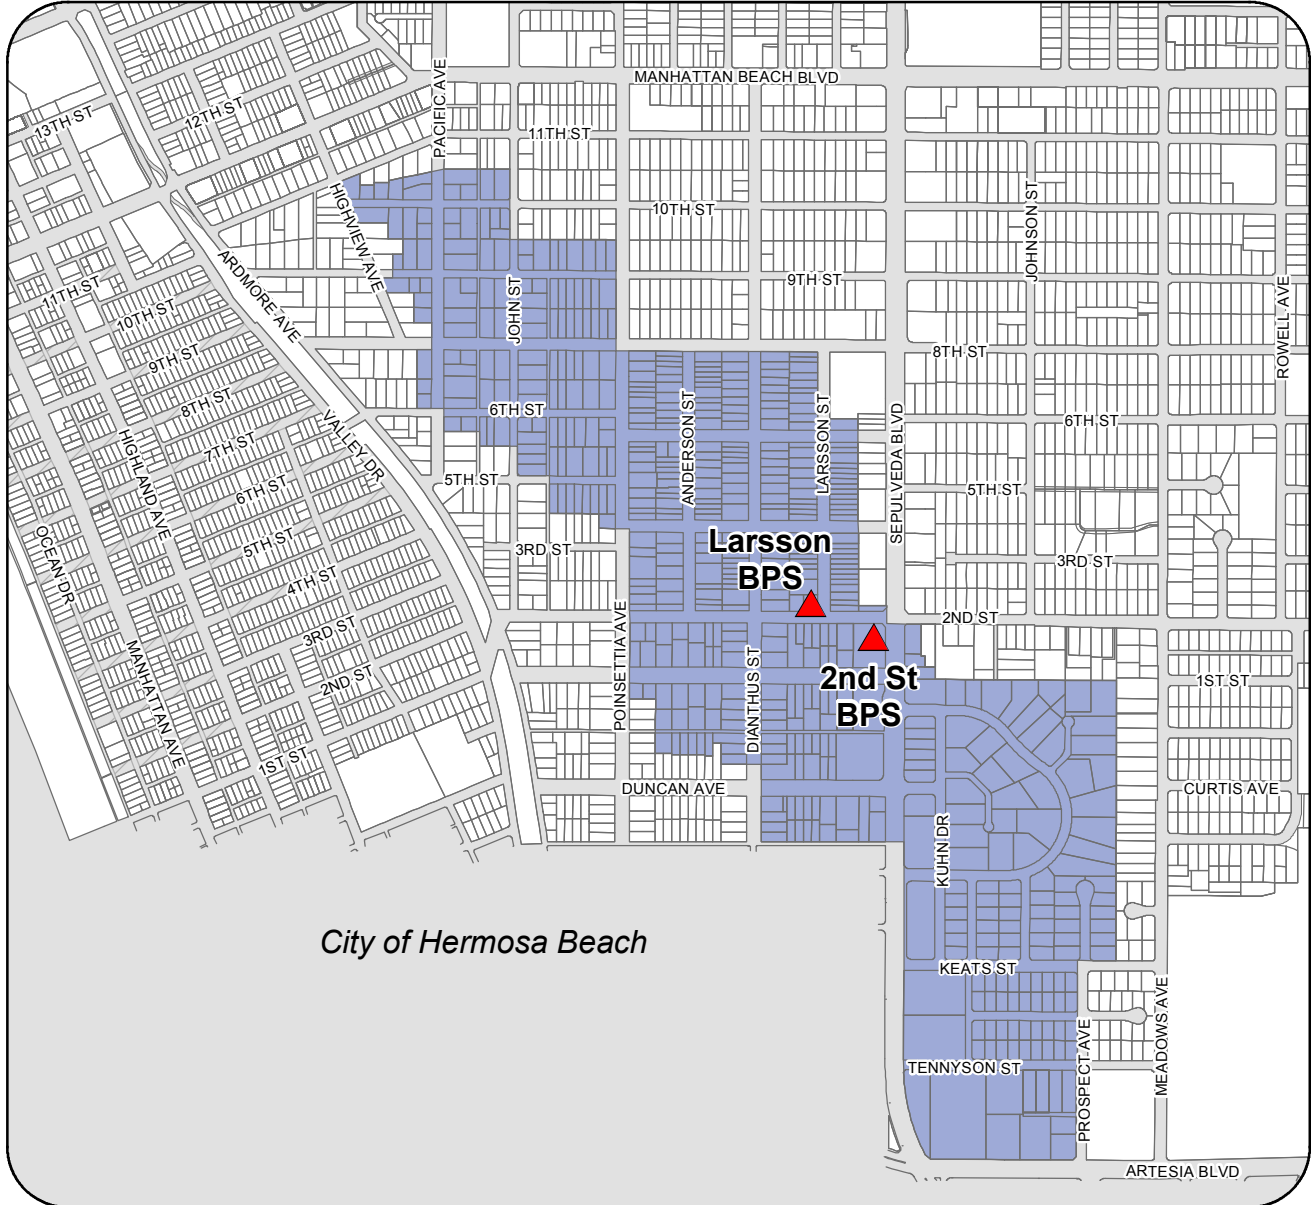 MANHATTAN BEACH BLVD
13TH ST
12TH ST
PACIFIC AVE
11TH ST
HIGHVIEW AVE
10TH ST
JOHNSON ST
ARDMORE AVE
9TH ST
11TH ST
10TH ST
JOHN ST
ROWELL AVE
9TH ST
8TH ST
8TH ST
6TH ST
ANDERSON ST
LARSSON ST
SEPULVEDA BLVD
6TH ST
HIGHLAND AVE
7TH ST
VALLEY DR
6TH ST
5TH ST
5TH ST
OCEAN DR
5TH ST
3RD ST
Larsson
BPS
3RD ST
4TH ST
3RD ST
POINSETTIA AVE
2ND ST
MANHATTAN AVE
2ND ST
DIANTHUS ST
2nd St
BPS
1ST ST
1ST ST
DUNCAN AVE
CURTIS AVE
KUHN DR
City of Hermosa Beach
KEATS ST
MEADOWS AVE
PROSPECT AVE
TENNYSON ST
ARTESIA BLVD